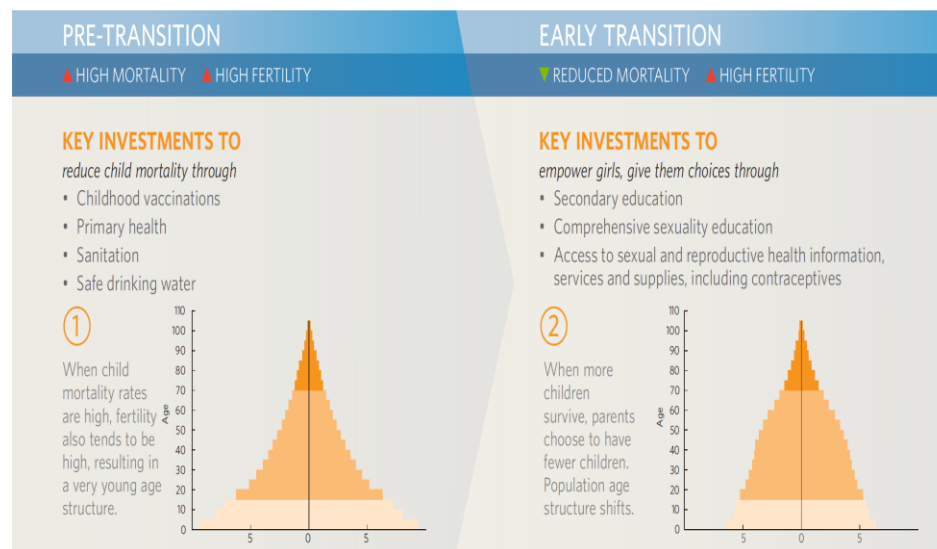 PRE-TRANSITION
HIGH MORTALITY HIGH FERTILITY
KEY INVESTMENTS TO
reduce child mortality through
• Childhood vaccinations
• Primary health
• Sanitation
• Safe drinking water
1
When child
mortality rates
are high, fertility
also tends to be
high, resulting in
a very young age
structure.
Age
110
100
90
80
70
60
50
40
30
20
10
0
5 0 5
EARLY TRANSITION
REDUCED MORTALITY HIGH FERTILITY
KEY INVESTMENTS TO
empower girls, give them choices through
• Secondary education
• Comprehensive sexuality education
• Access to sexual and reproductive health information,
services and supplies, including contraceptives
2
When more
children
survive, parents
choose to have
fewer children.
Population age
structure shifts.
Age
110
100
90
80
70
60
50
40
30
20
10
0
5 0 5